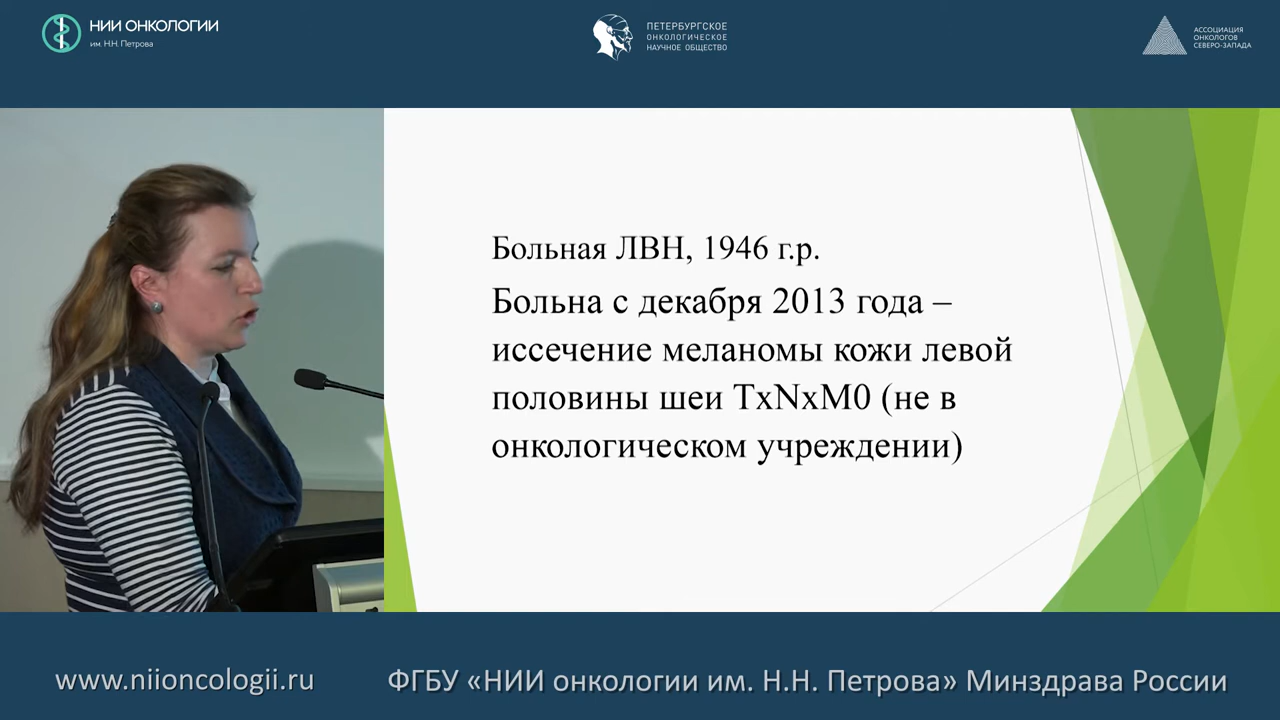 НИИ ОНКОЛОГИИ
им. Н.Н. Петрова
ПЕТЕРБУРГСКОЕ
ОНКОЛОГИЧЕСКОЕ
НАУЧНОЕ ОБЩЕСТВО
АССОЦИАЦИЯ
ОНКОЛОГОВ
СЕВЕРО-ЗАПАДА
Больная ЛВН, 1946 г.р.
Больна с декабря 2013 года –
иссечение меланомы кожи левой
половины шеи TxNxM0 (не в
онкологическом учреждении)
www.niioncologii.ru
ФГБУ «НИИ онкологии им. Н.Н. Петрова» Минздрава России